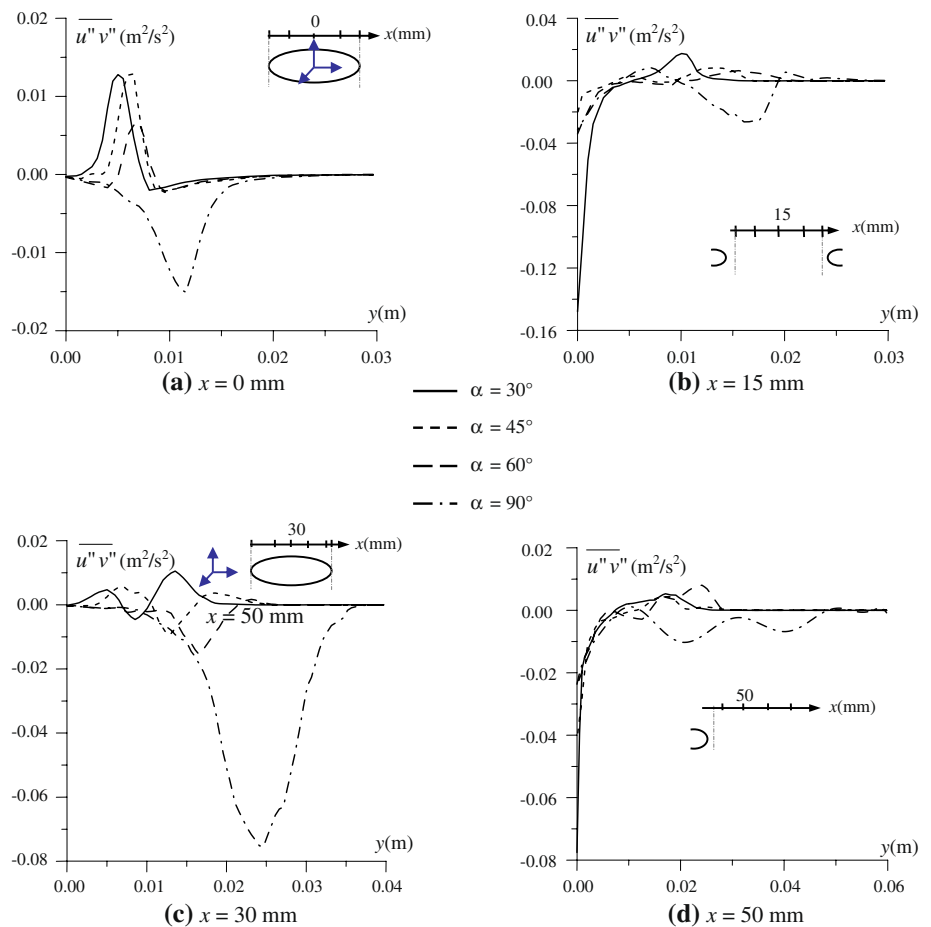 0.02
u" v" (m²/s²)
0
x(mm)
0.01
0.00
-0.01
-0.02
y(m)
0.00 0.01 0.02 0.03
(a) x = 0 mm
0.04
u" v" (m²/s²)
0.00
-0.04
-0.08
15
x(mm)
-0.12
y(m)
-0.16
0.00 0.01 0.02 0.03
(b) x = 15 mm
α = 30°
α = 45°
α = 60°
α = 90°
0.02
u" v" (m²/s²)
30
x(mm)
0.00
x = 50 mm
-0.02
-0.04
-0.06
y(m)
-0.08
0.00 0.01 0.02 0.03 0.04
(c) x = 30 mm
0.02
u" v" (m²/s²)
0.00
-0.02
50
x(mm)
-0.04
-0.06
y(m)
-0.08
0.00 0.02 0.04 0.06
(d) x = 50 mm